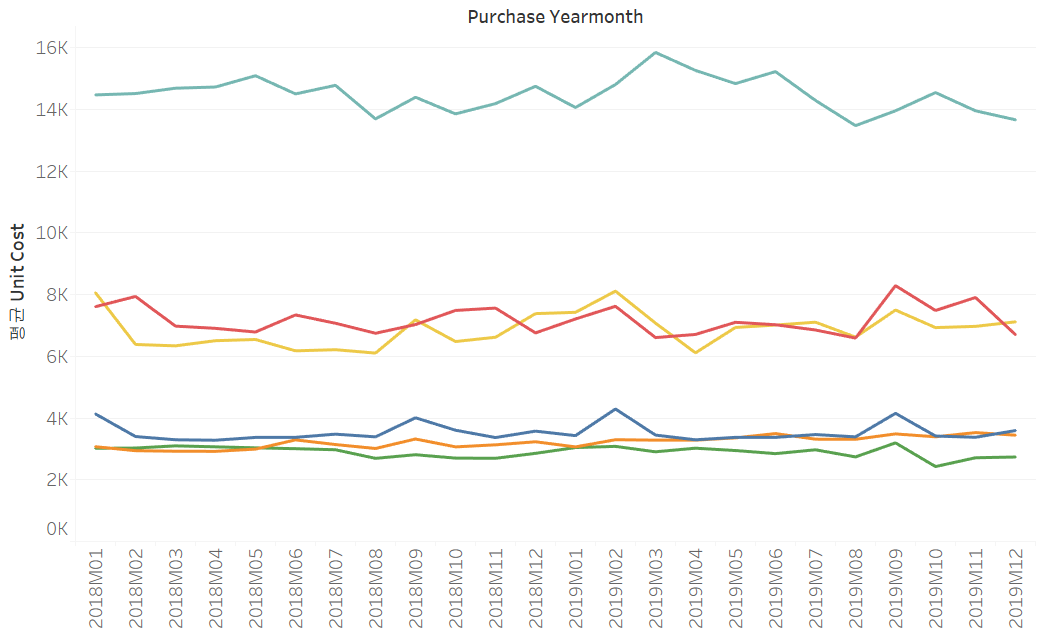 Purchase Yearmonth
평균 Unit Cost
16K
14K
12K
10K
8K
6K
4K
2K
0K
2018M01
2018M02
2018M03
2018M04
2018M05
2018M06
2018M07
2018M08
2018M09
2018M10
2018M11
2018M12
2019M01
2019M02
2019M03
2019M04
2019M05
2019M06
2019M07
2019M08
2019M09
2019M10
2019M11
2019M12